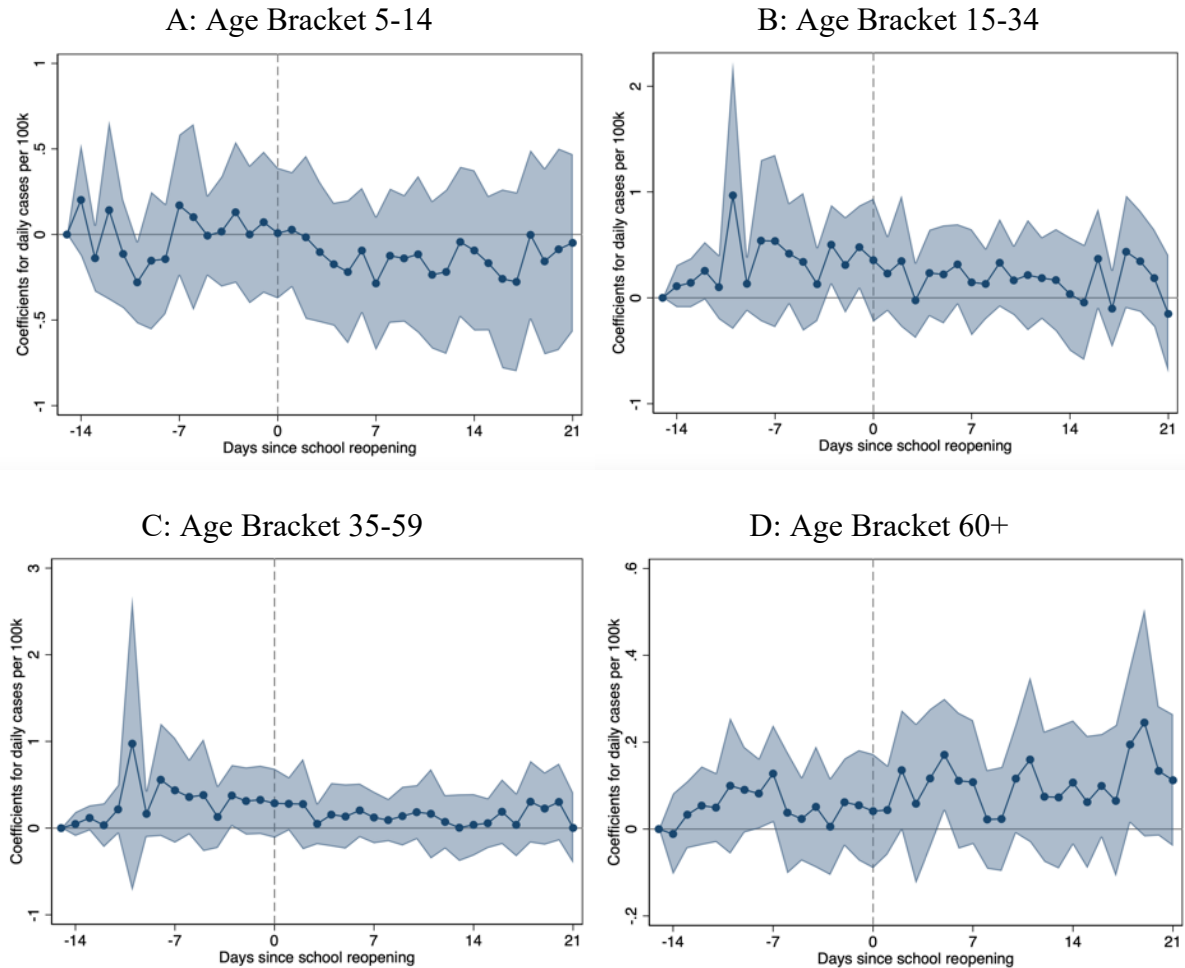 A: Age Bracket 5-14
B: Age Bracket 15-34
Coefficients for daily cases per 100k
1
.5
0
-.5
-1
-14 -7 0 7 14 21
Days since school reopening
Coefficients for daily cases per 100k
2
1
0
-1
-14 -7 0 7 14 21
Days since school reopening
C: Age Bracket 35-59
D: Age Bracket 60+
Coefficients for daily cases per 100k
3
2
1
0
-1
-14 -7 0 7 14 21
Days since school reopening
Coefficients for daily cases per 100k
.6
.4
.2
0
-.2
-14 -7 0 7 14 21
Days since school reopening